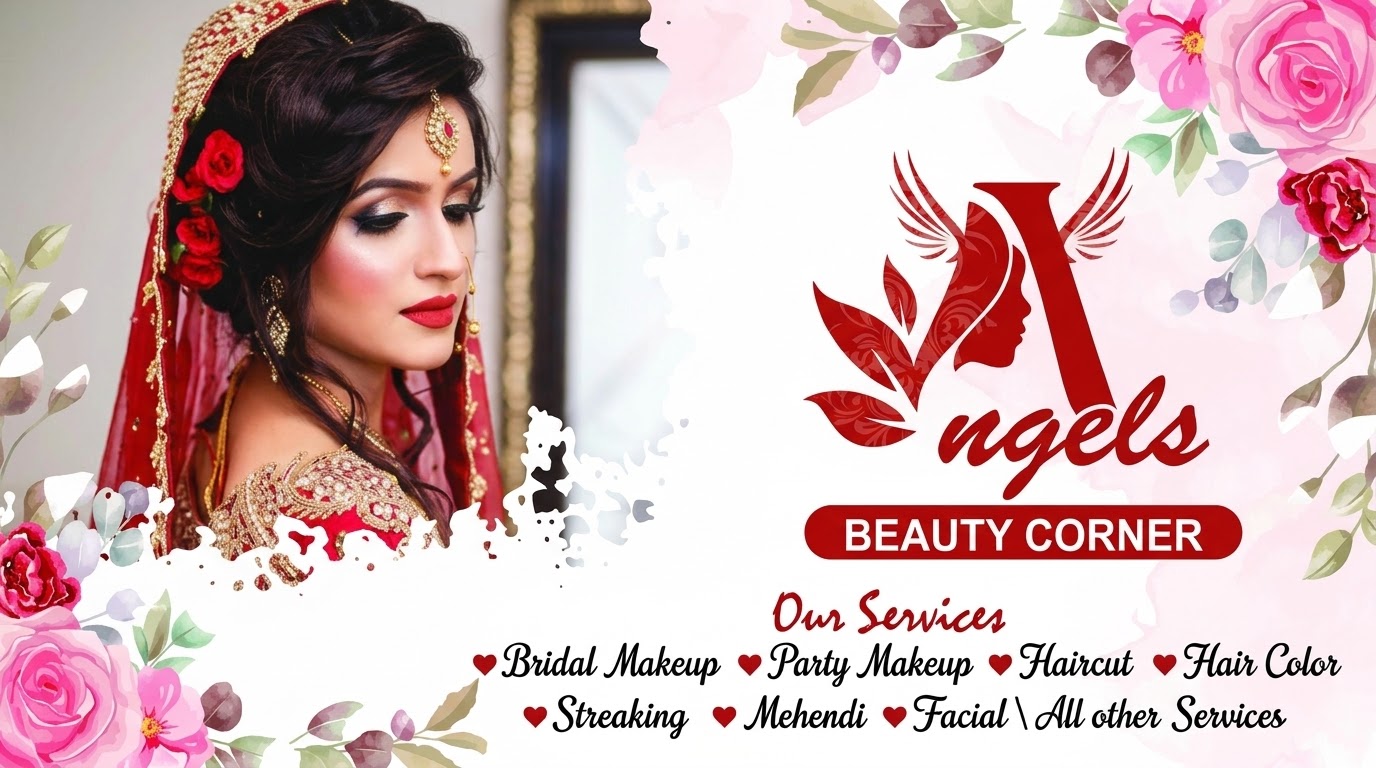 Angels
BEAUTY CORNER
Our Services
Bridal Makeup Party Makeup Haircut Hair Color
Streaking Mehendi Facial \ All other Services